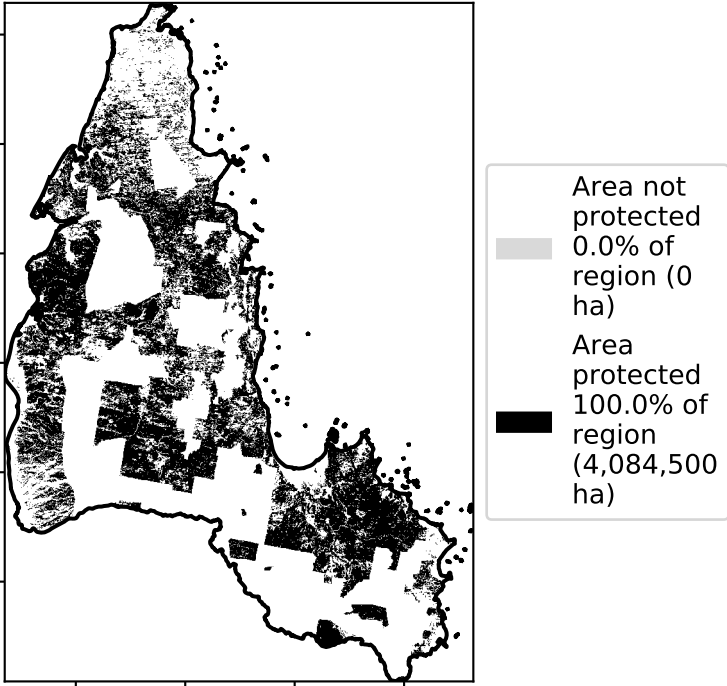 Area not
protected
0.0% of
region (0
ha)
Area
protected
100.0% of
region
(4,084,500
ha)